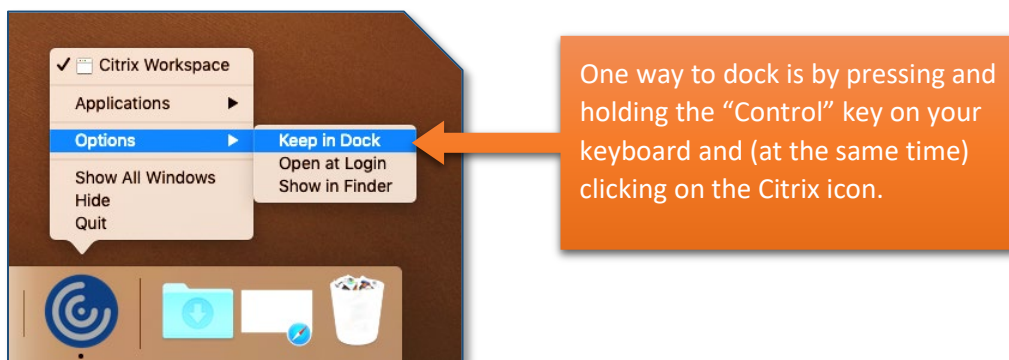 ✓ Citrix Workspace
Applications ▶
Options ▶
Show All Windows
Hide
Quit
Keep in Dock
Open at Login
Show in Finder
One way to dock is by pressing and
holding the “Control” key on your
keyboard and (at the same time)
clicking on the Citrix icon.